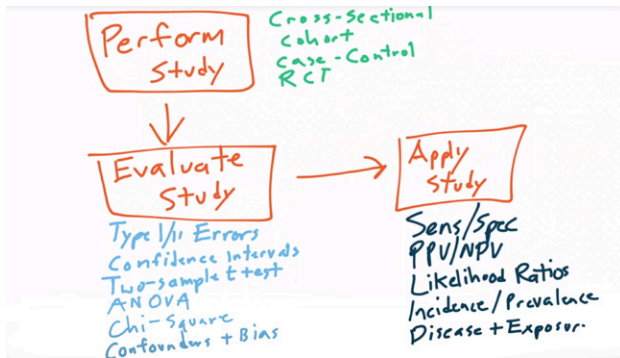 Perform
Study
Cross-Sectional
Cohort
Case-Control
RCT
Evaluate
Study
Type I/II Errors
Confidence Intervals
Two-sample t test
ANOVA
Chi-Square
Confounders + Bias
Apply
Study
Sens/Spec
PPV/NPV
Likelihood Ratios
Incidence/Prevalence
Disease + Exposur.